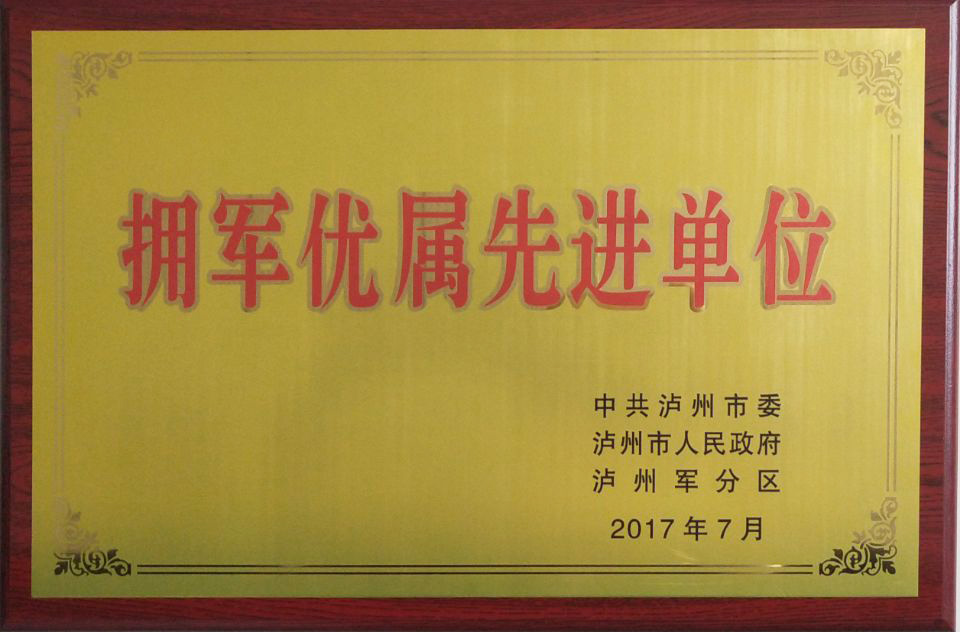 拥军优属先进单位
中共泸州市委
泸州市人民政府
泸州军分区
2017年7月